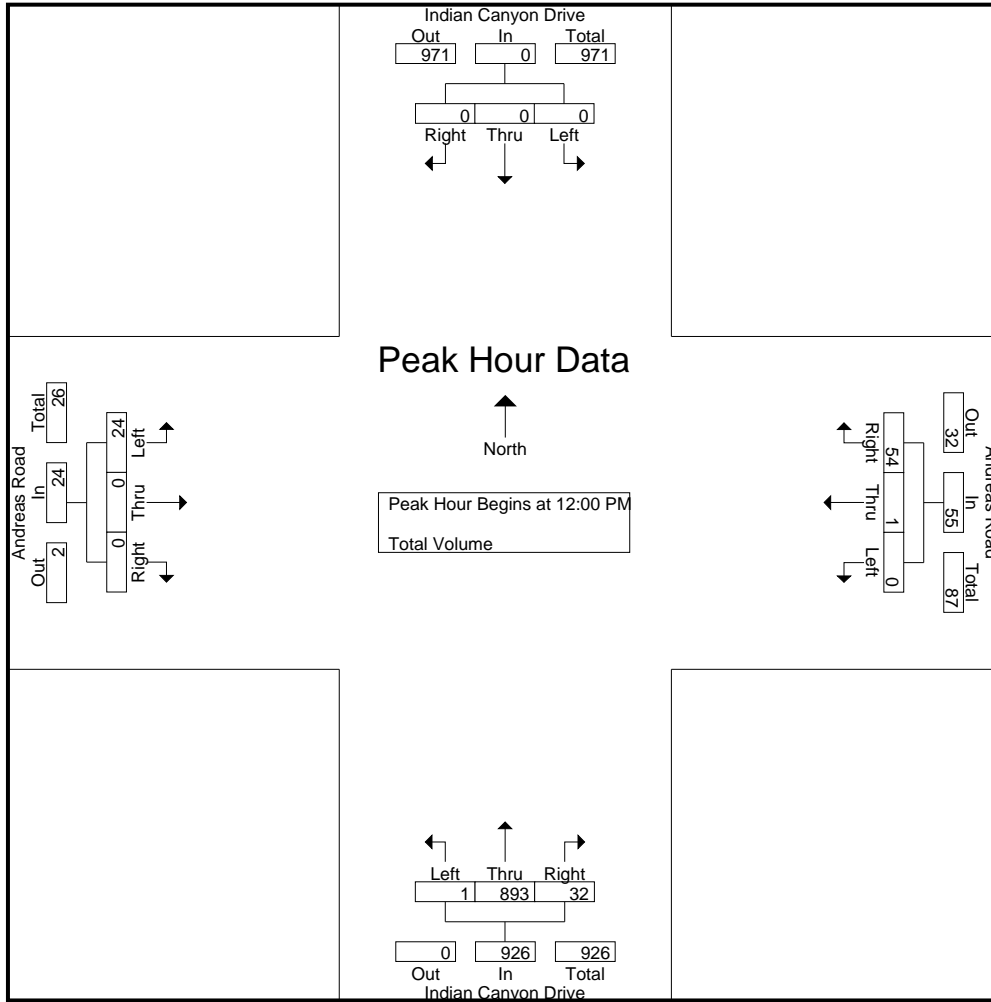 Indian Canyon Drive
Out In Total
971 0 971
0 0 0
Right Thru Left
Peak Hour Data
North
Peak Hour Begins at 12:00 PM
Total Volume
Andreas Road
Total In Out
26 24 2
24 0 0
Left Thru Right
Andreas Road
Out In Total
32 55 87
54 1 0
Right Thru Left
Left Thru Right
1 893 32
0 926 926
Out In Total
Indian Canyon Drive